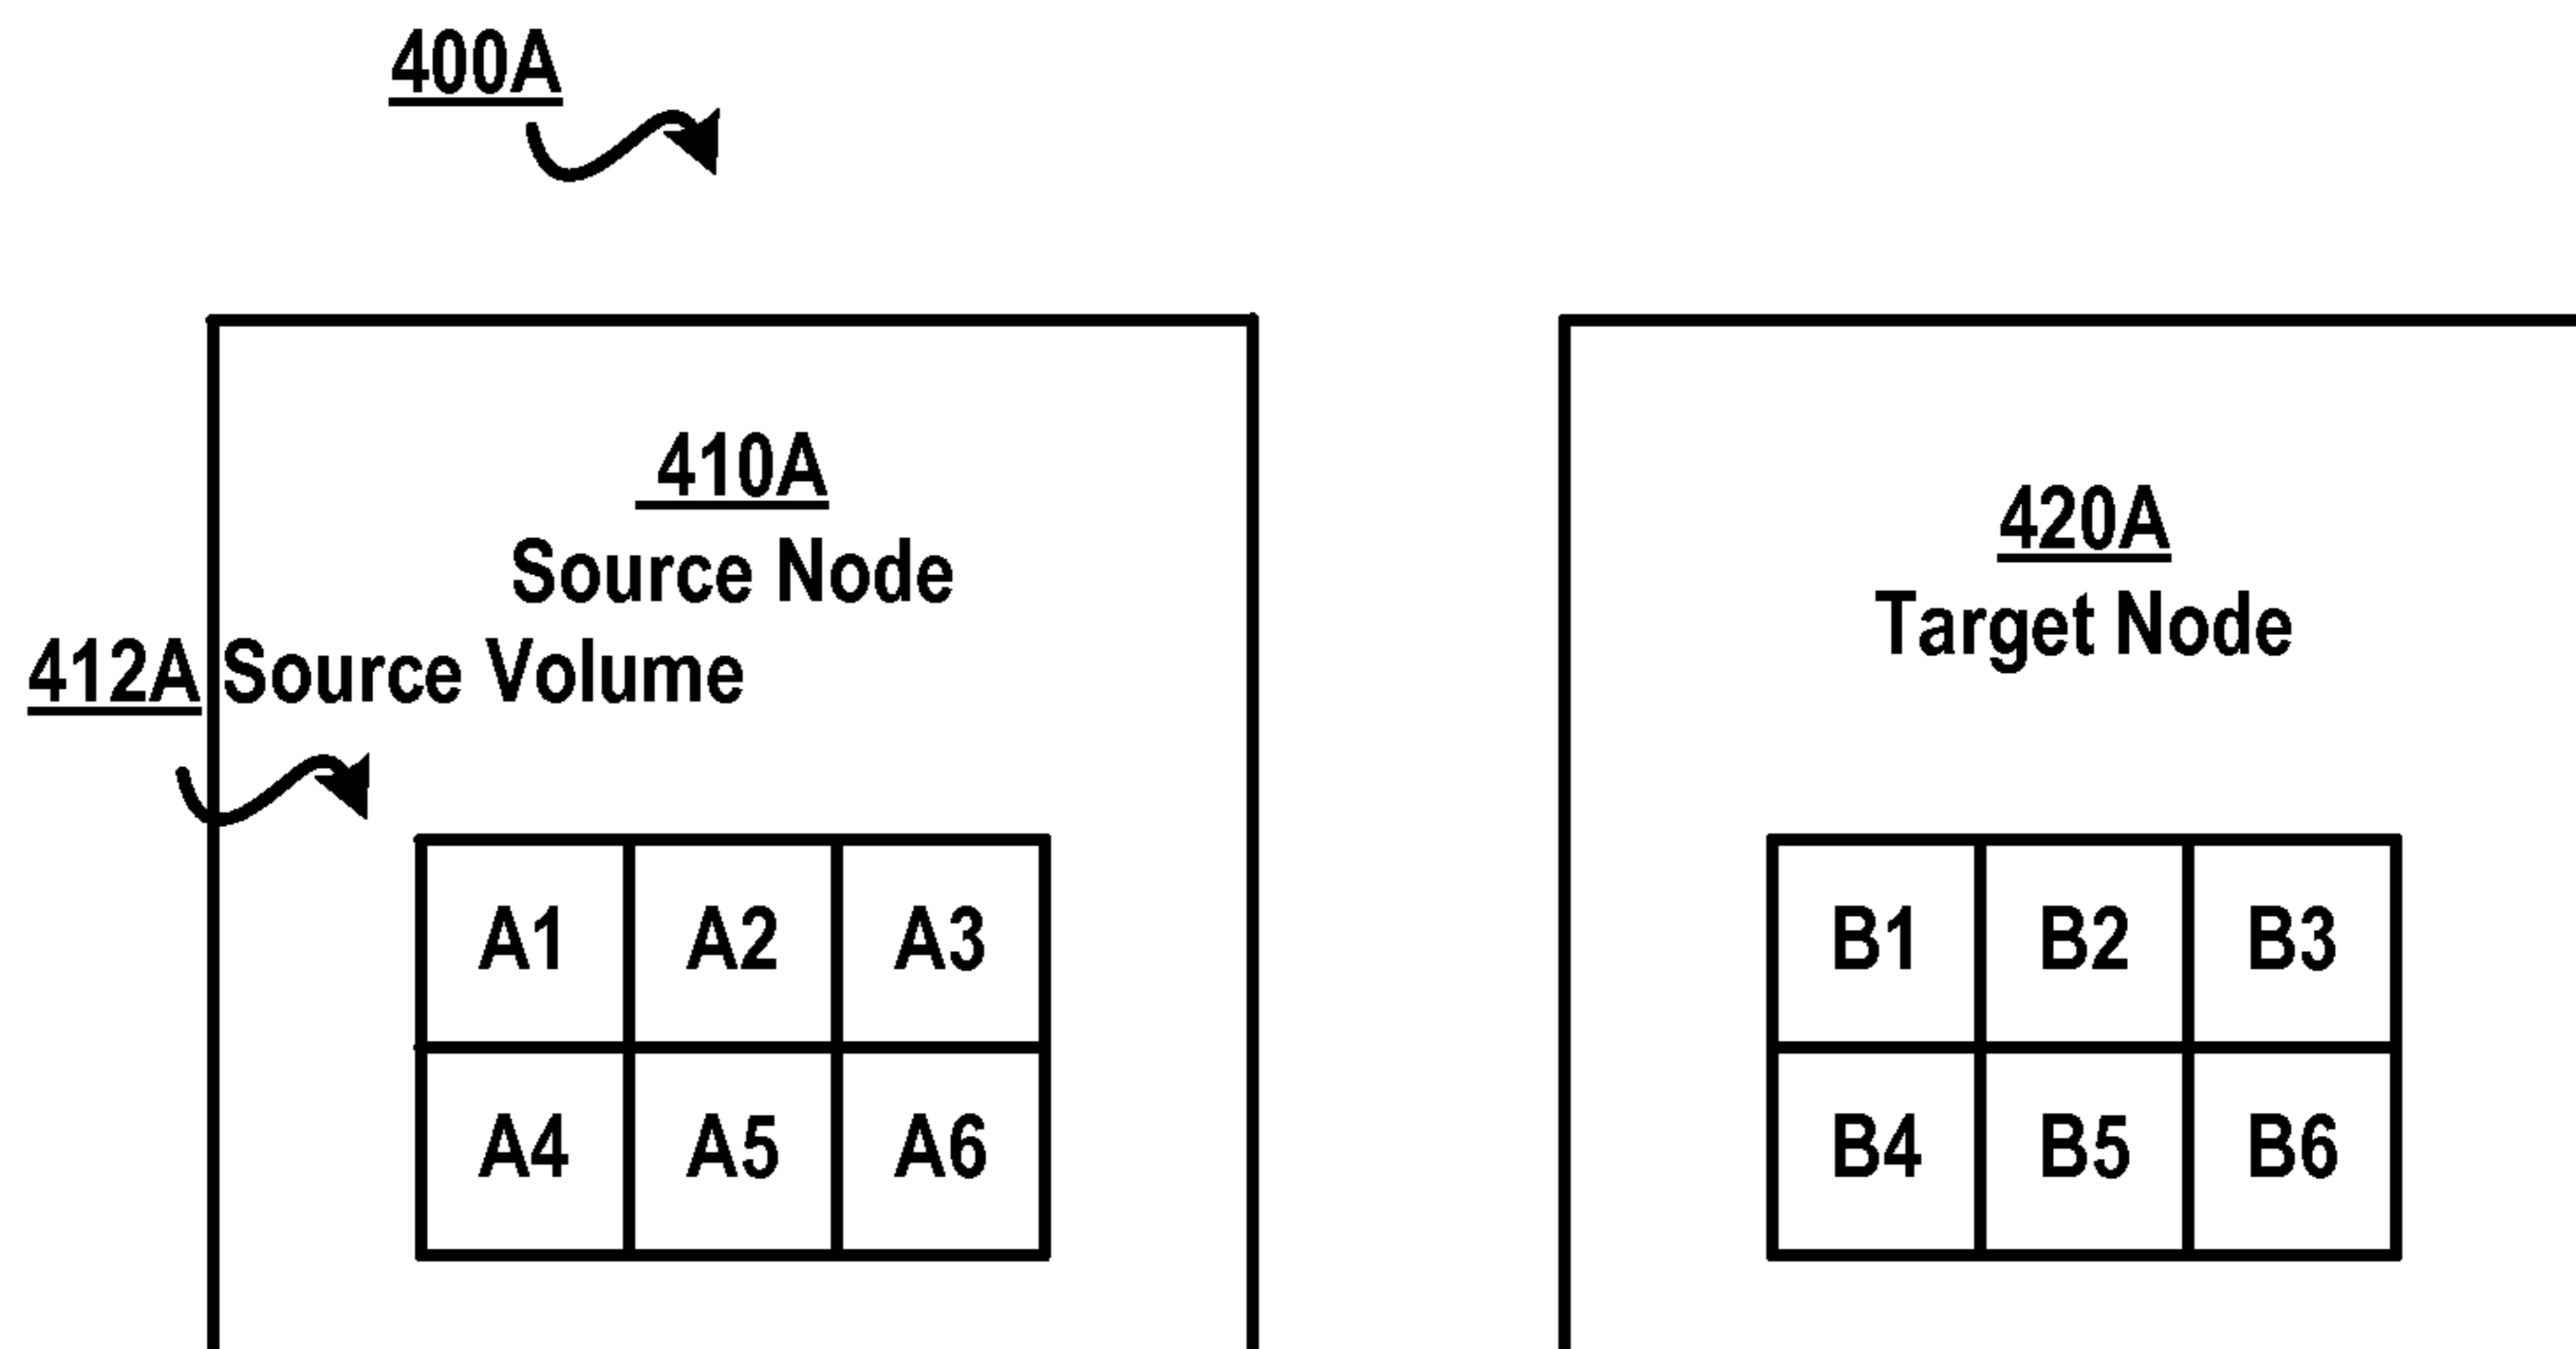 400A
410A
Source Node
412A Source Volume
A1 A2 A3
A4 A5 A6
420A
Target Node
B1 B2 B3
B4 B5 B6